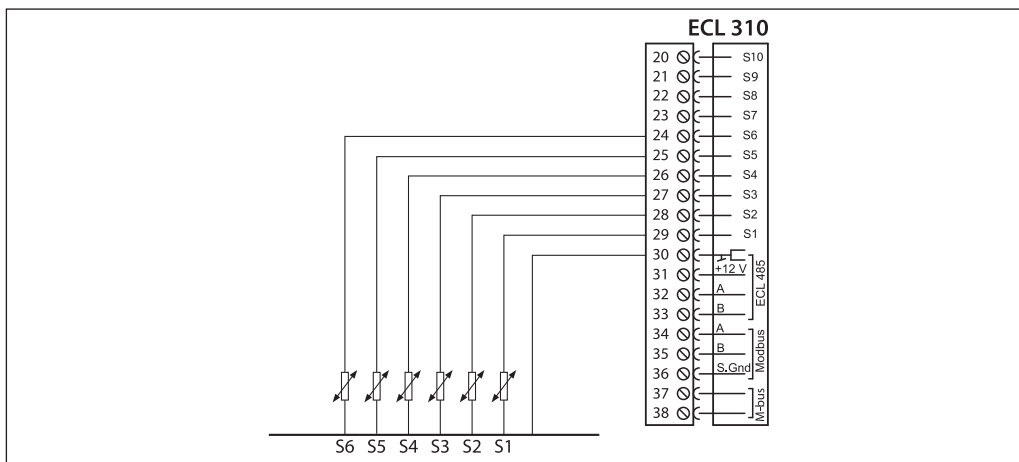 ECL 310
20 S10
21 S9
22 S8
23 S7
24 S6
25 S5
26 S4
27 S3
28 S2
29 S1
30
31 +12 V
32 A
33 B
ECL 485
34 A
35 B
36 S.Gnd
Modbus
37
38
M-bus
S6 S5 S4 S3 S2 S1